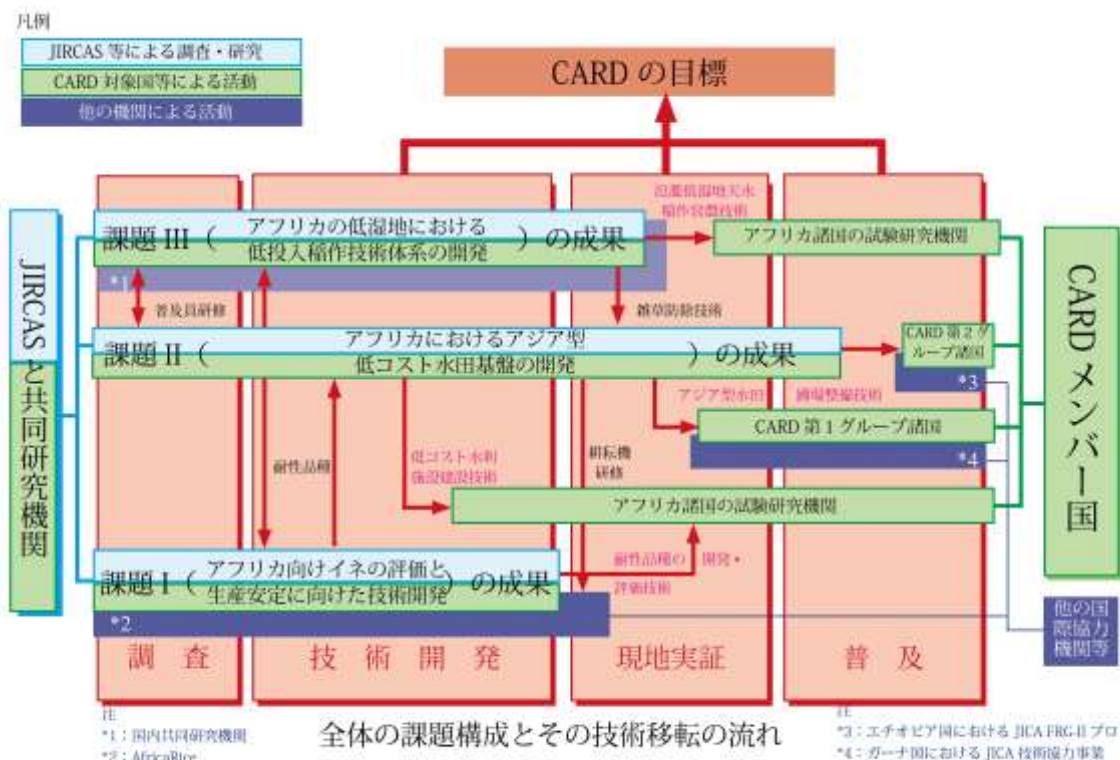 凡例
JIRCAS 等による調査・研究
CARD 対象国等による活動
他の機関による活動
CARD の目標
氾濫低湿地天水
稲作営農技術
課題 III (アフリカの低湿地における
低投入稲作技術体系の開発) の成果
アフリカ諸国の試験研究機関
*1
普及員研修
雑草防除技術
課題 II (アフリカにおけるアジア型
低コスト水田基盤の開発) の成果
CARD 第 2 グ
ループ諸国
*3
アジア型水田 圃場整備技術
CARD 第 1 グループ諸国
*4
耐性品種
低コスト水利
施設建設技術
耕耘機
研修
アフリカ諸国の試験研究機関
課題 I (アフリカ向けイネの評価と
生産安定に向けた技術開発) の成果
耐性品種の 開発・
評価技術
*2
JIRCAS と共同研究機関
CARD メンバー国
他の国
際協力
機関等
調 査
技 術 開 発
現地実証
普 及
全体の課題構成とその技術移転の流れ
注
*1:国内共同研究機関
*2:AfricaRice
注
*3:エチオピア国における JICA FRG-II プロ
*4:ガーナ国における JICA 技術協力事業